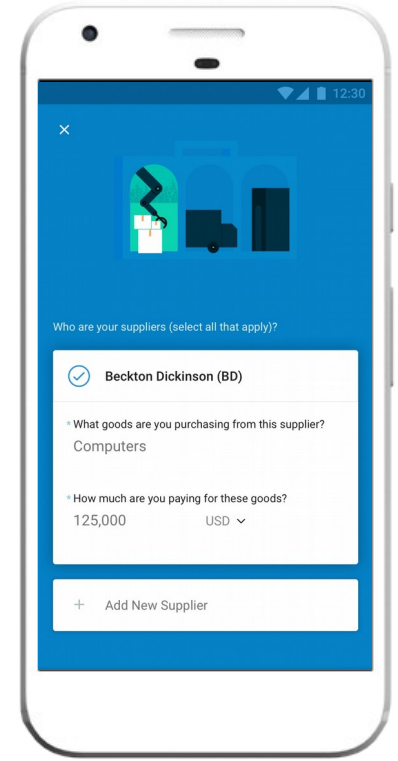 12:30
Who are your suppliers (select all that apply)?
Beckton Dickinson (BD)
* What goods are you purchasing from this supplier?
Computers
* How much are you paying for these goods?
125,000 USD
+ Add New Supplier